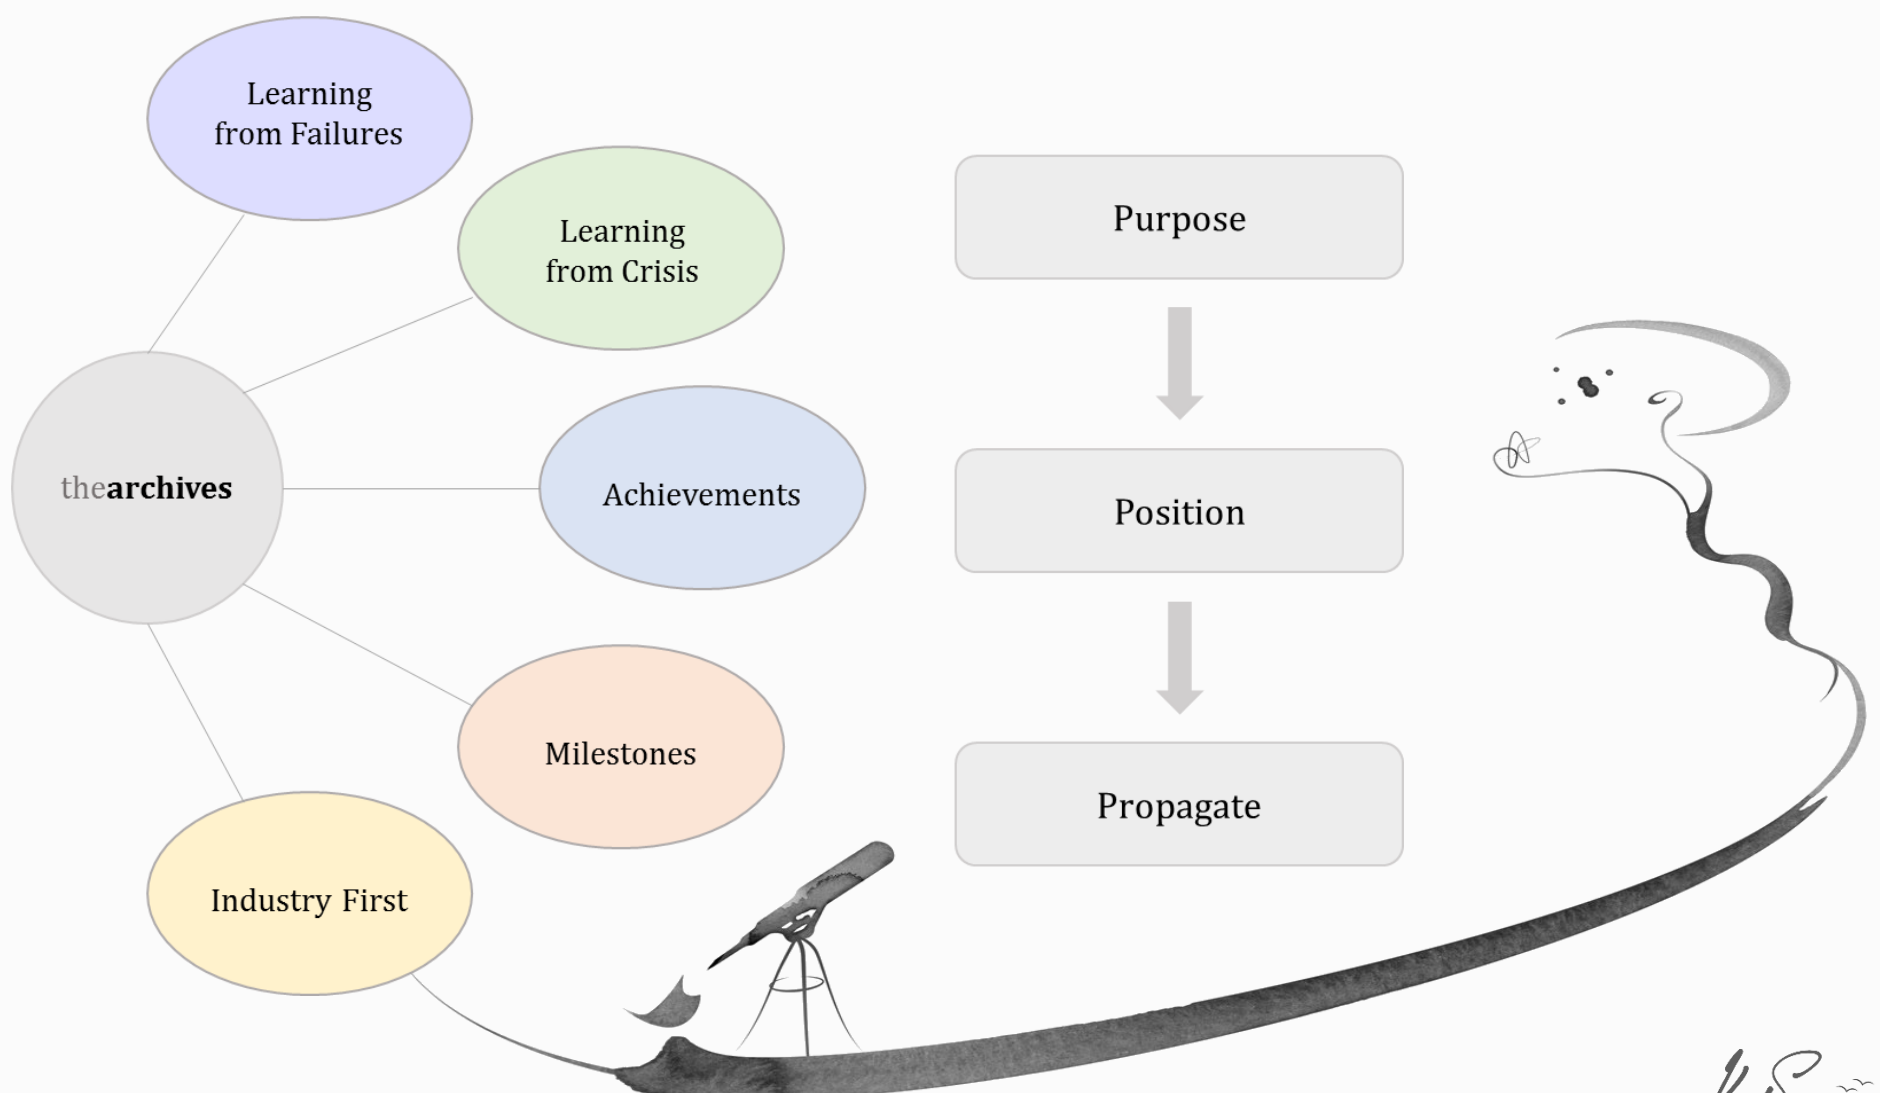 Learning
from Failures
Learning
from Crisis
thearchives
Achievements
Milestones
Industry First
Purpose
Position
Propagate